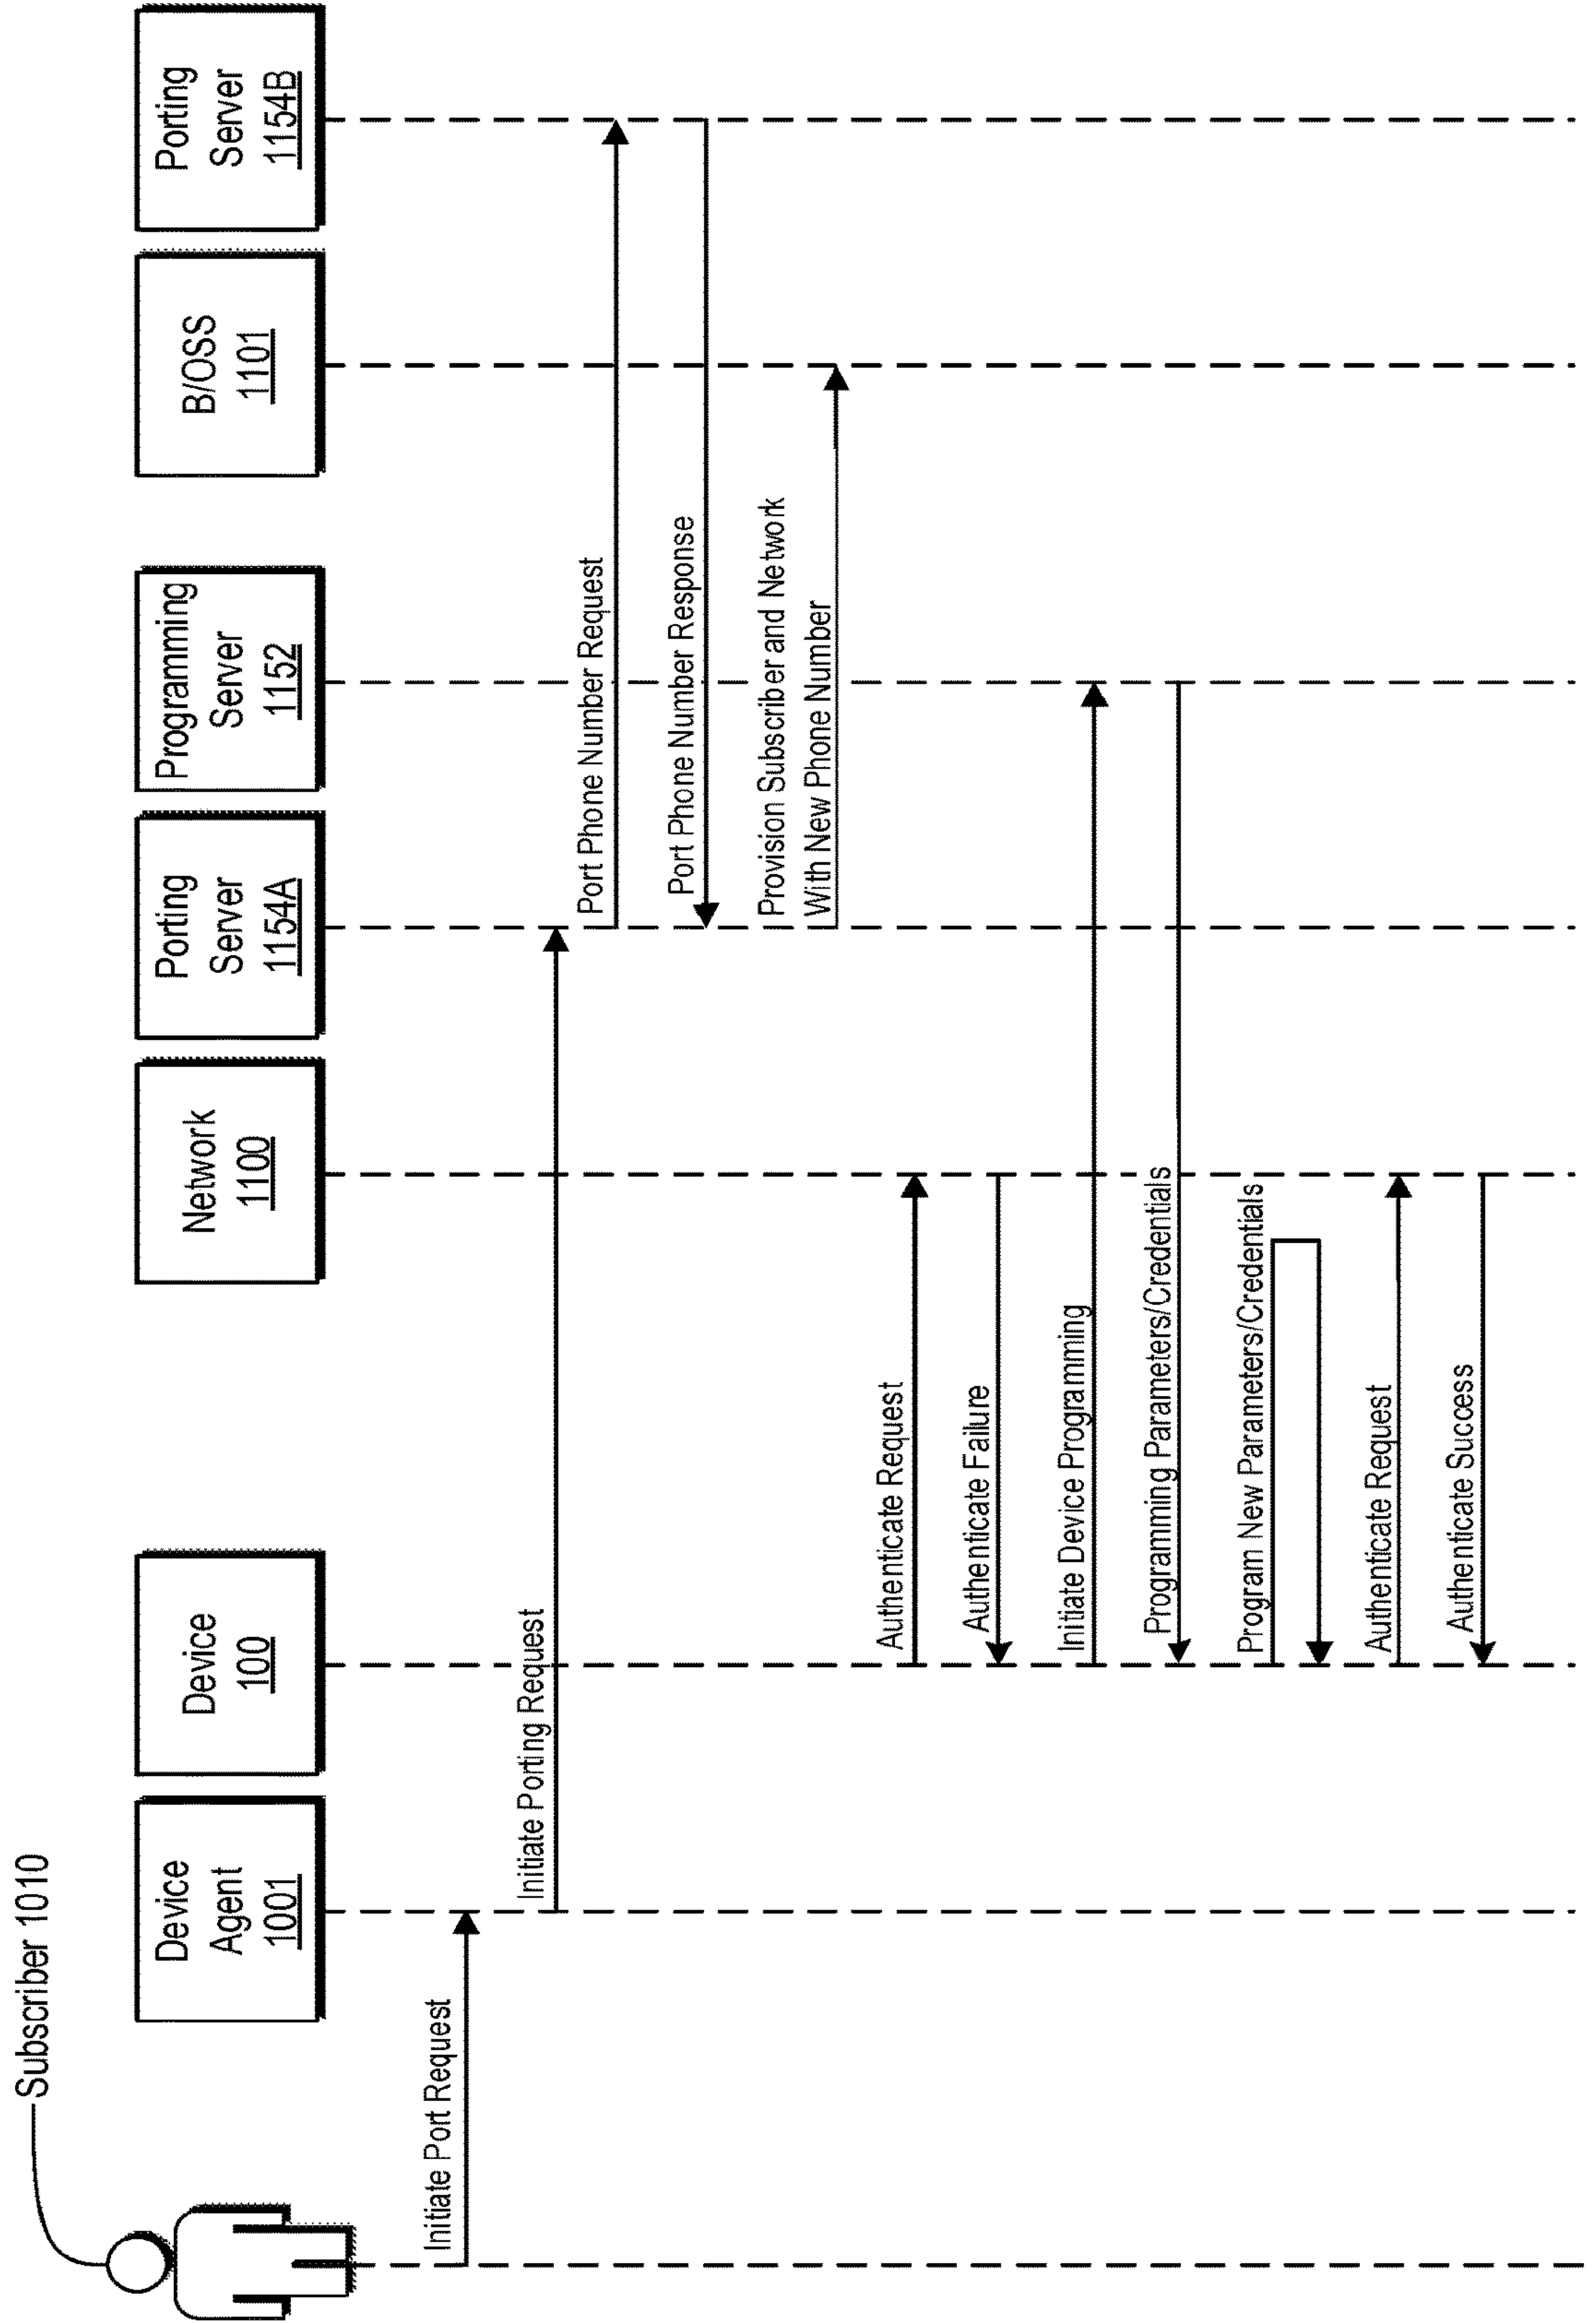 Subscriber 1010
Device
Agent
1001
Device
100
Network
1100
Porting
Server
1154A
Programming
Server
1152
B/OSS
1101
Porting
Server
1154B
Initiate Port Request
Initiate Porting Request
Port Phone Number Request
Port Phone Number Response
Provision Subscriber and Network
With New Phone Number
Authenticate Request
Authenticate Failure
Initiate Device Programming
Programming Parameters/Credentials
Program New Parameters/Credentials
Authenticate Request
Authenticate Success